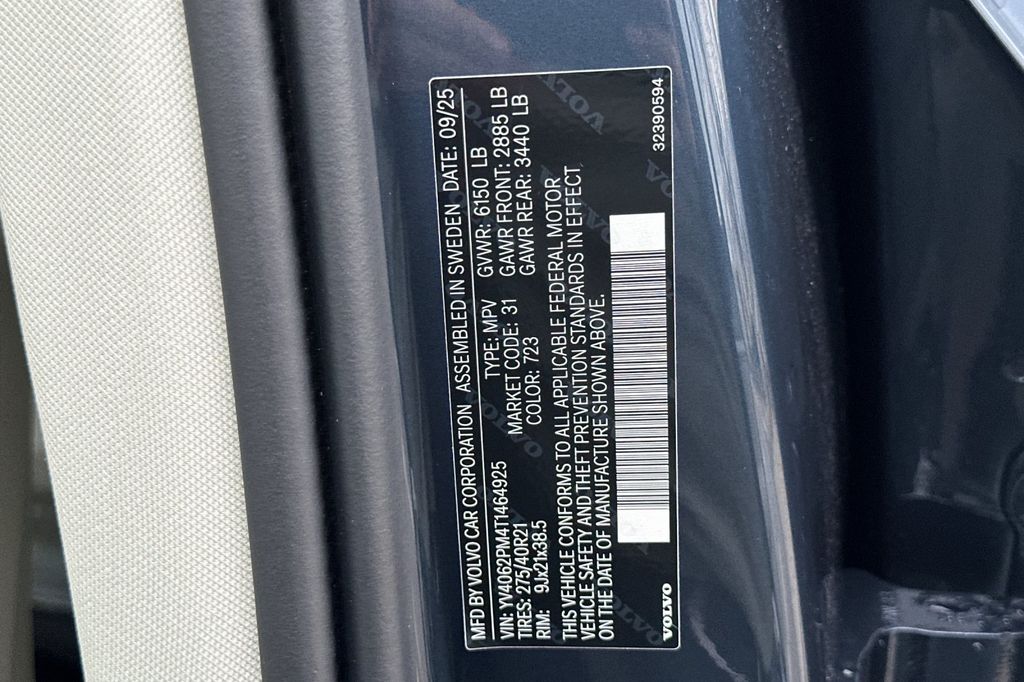 MFD BY VOLVO CAR CORPORATION ASSEMBLED IN SWEDEN DATE: 09/25
VIN: YV4062PM4T1464925 TYPE: MPV GVWR: 6150 LB
TIRES: 275/40R21 MARKET CODE: 31 GAWR FRONT: 2885 LB
RIM: 9Jx21x38.5 COLOR: 723 GAWR REAR: 3440 LB
THIS VEHICLE CONFORMS TO ALL APPLICABLE FEDERAL MOTOR
VEHICLE SAFETY AND THEFT PREVENTION STANDARDS IN EFFECT
ON THE DATE OF MANUFACTURE SHOWN ABOVE.
VOLVO 32390594